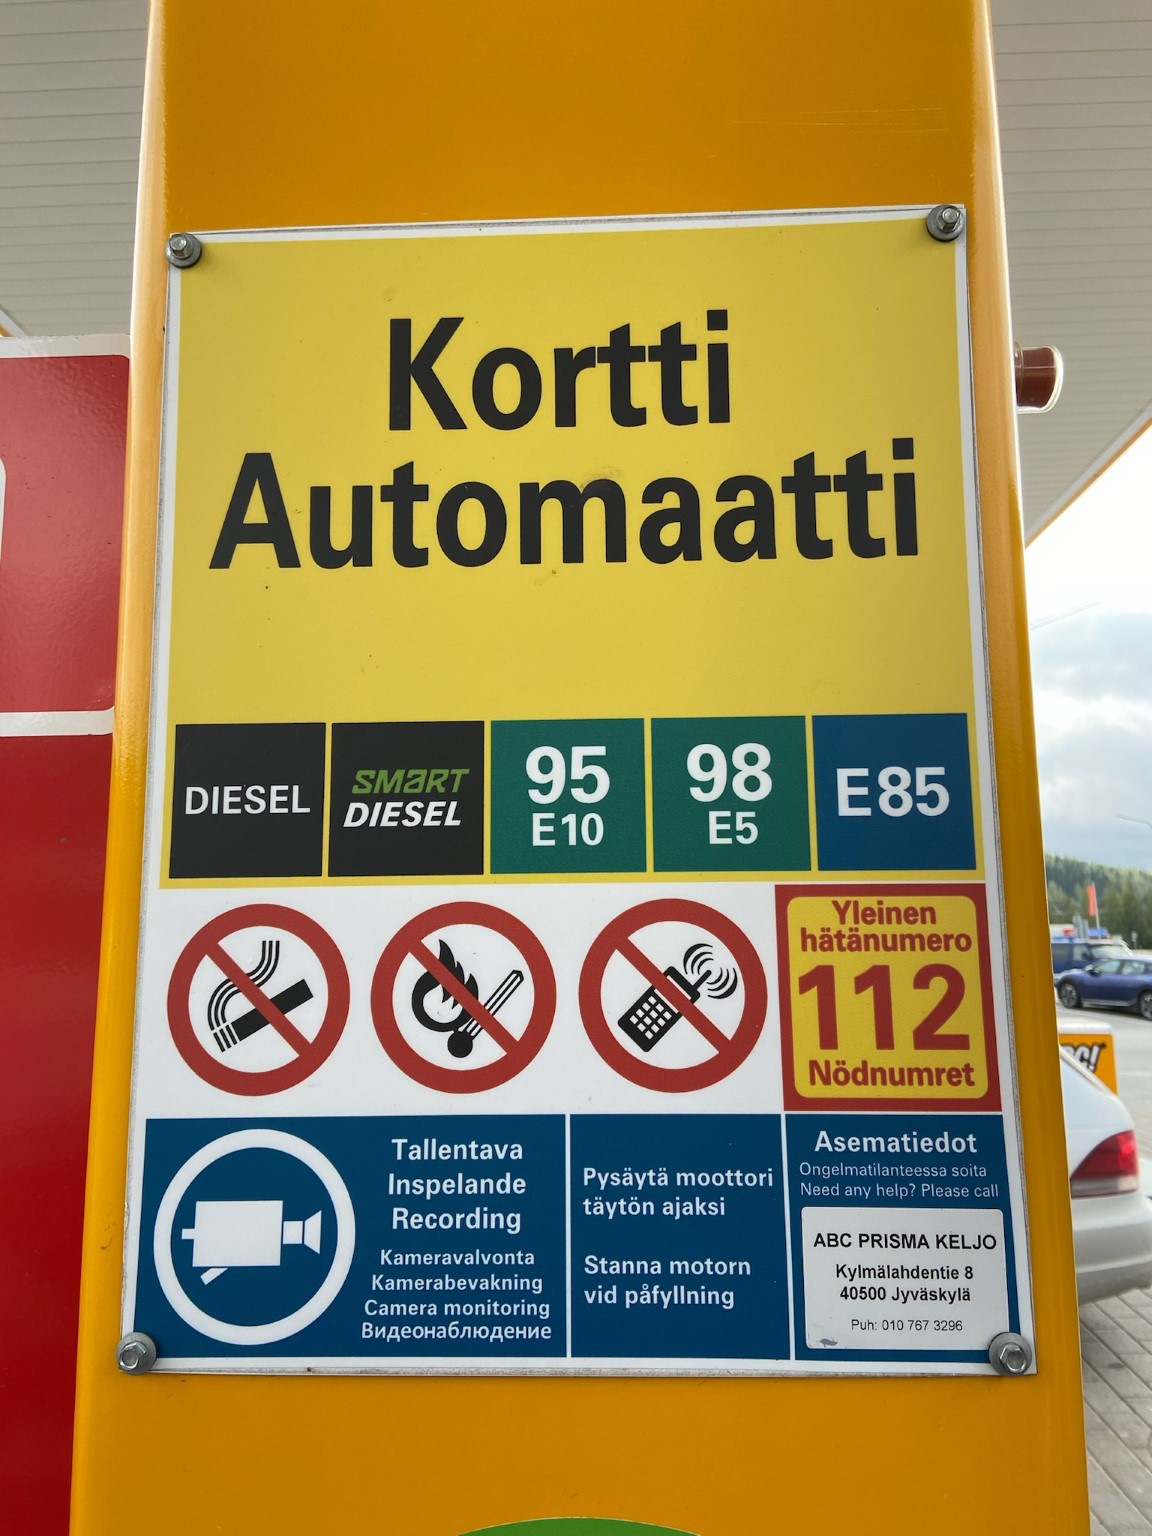 Kortti
Automaatti
DIESEL
SMART
DIESEL
95
E10
98
E5
E85
Yleinen
hätänumero
112
Nödnumret
Tallentava
Inspelande
Recording
Kameravalvonta
Kamerabevakning
Camera monitoring
Видеонаблюдение
Pysäytä moottori
täytön ajaksi
Stanna motorn
vid påfyllning
Asematiedot
Ongelmatilanteessa soita
Need any help? Please call
ABC PRISMA KELJO
Kylmälahdentie 8
40500 Jyväskylä
Puh: 010 767 3296